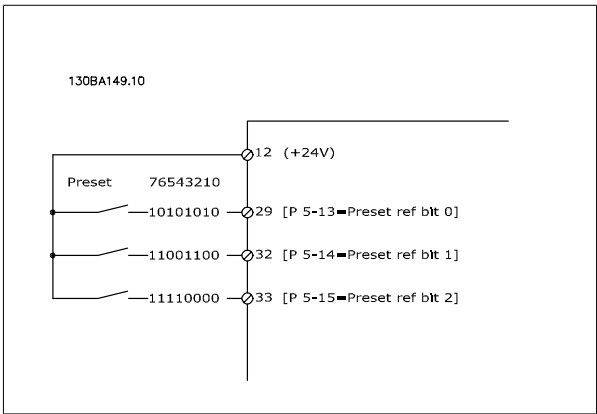 130BA149.10
12 (+24V)
Preset 76543210
10101010 29 [P 5-13=Preset ref bit 0]
11001100 32 [P 5-14=Preset ref bit 1]
11110000 33 [P 5-15=Preset ref bit 2]